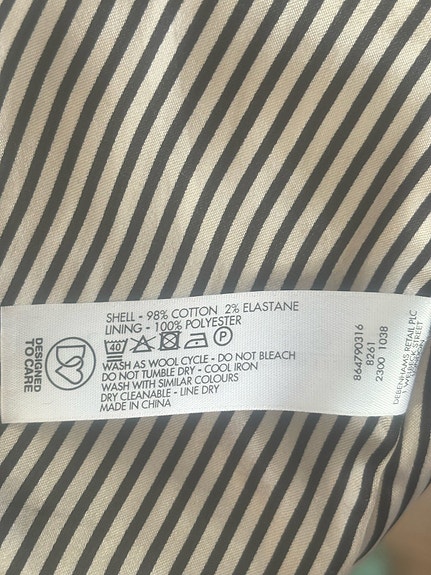 SHELL - 98% COTTON 2% ELASTANE
LINING - 100% POLYESTER
40 P
WASH AS WOOL CYCLE - DO NOT BLEACH
DO NOT TUMBLE DRY - COOL IRON
WASH WITH SIMILAR COLOURS
DRY CLEANABLE - LINE DRY
MADE IN CHINA
DESIGNED
TO CARE
864790316
8261
2300 1038
DEBENHAMS RETAIL PLC
STREET